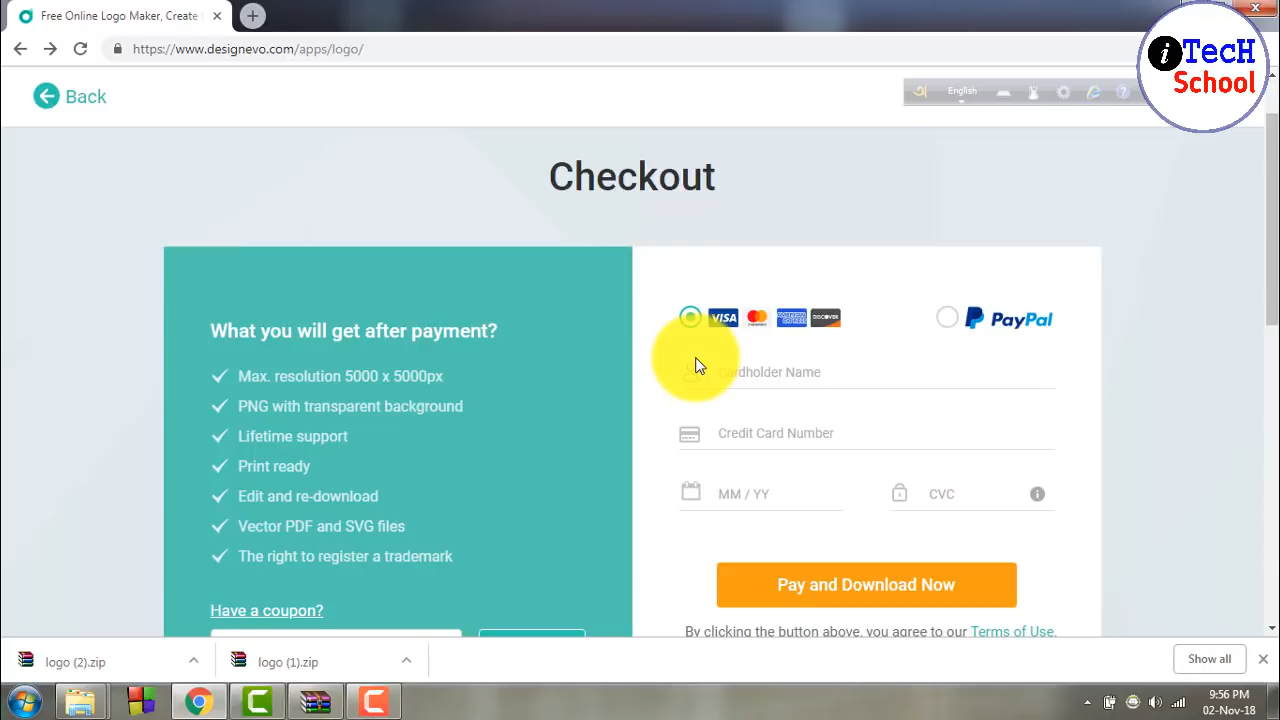 Free Online Logo Maker, Create
https://www.designevo.com/apps/logo/
i TecH
School
Back
English
Checkout
What you will get after payment?
Max. resolution 5000 x 5000px
PNG with transparent background
Lifetime support
Print ready
Edit and re-download
Vector PDF and SVG files
The right to register a trademark
Have a coupon?
VISA
DISCOVER
PayPal
Cardholder Name
Credit Card Number
MM / YY
CVC
Pay and Download Now
By clicking the button above, you agree to our Terms of Use.
logo (2).zip
logo (1).zip
Show all
9:56 PM
02-Nov-18